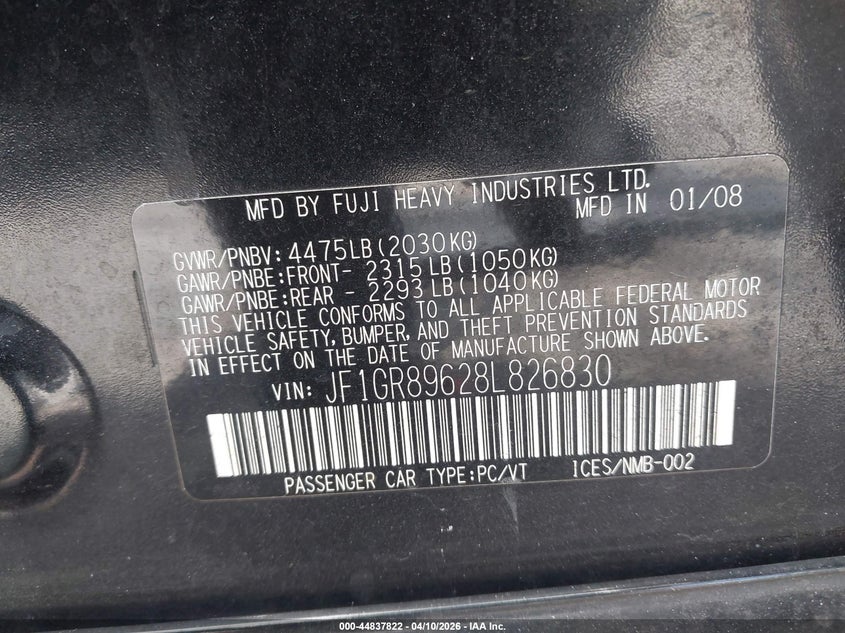 MFD BY FUJI HEAVY INDUSTRIES LTD.
MFD IN 01/08
GVWR/PNBV: 4475LB(2030KG)
GAWR/PNBE:FRONT- 2315LB(1050KG)
GAWR/PNBE:REAR - 2293LB(1040KG)
THIS VEHICLE CONFORMS TO ALL APPLICABLE FEDERAL MOTOR
VEHICLE SAFETY, BUMPER, AND THEFT PREVENTION STANDARDS
IN EFFECT ON THE DATE OF MANUFACTURE SHOWN ABOVE.
VIN: JF1GR89628L826830
PASSENGER CAR TYPE:PC/VT ICES/NMB-002
000-44837822 - 04/10/2026 - IAA Inc.